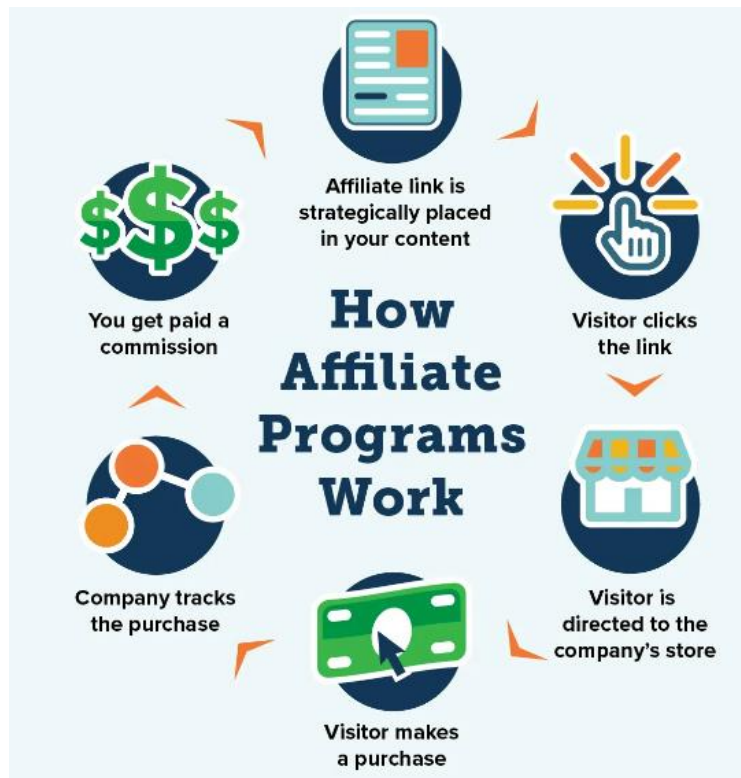 Affiliate link is
strategically placed
in your content
Visitor clicks
the link
Visitor is
directed to the
company's store
Visitor makes
a purchase
Company tracks
the purchase
You get paid a
commission
How
Affiliate
Programs
Work